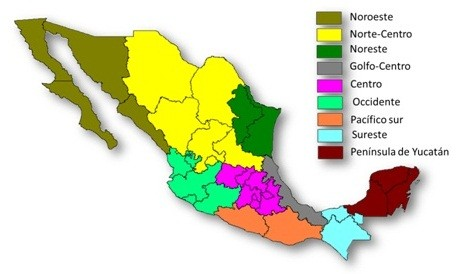 Noroeste
Norte-Centro
Noreste
Golfo-Centro
Centro
Occidente
Pacífico sur
Sureste
Península de Yucatán